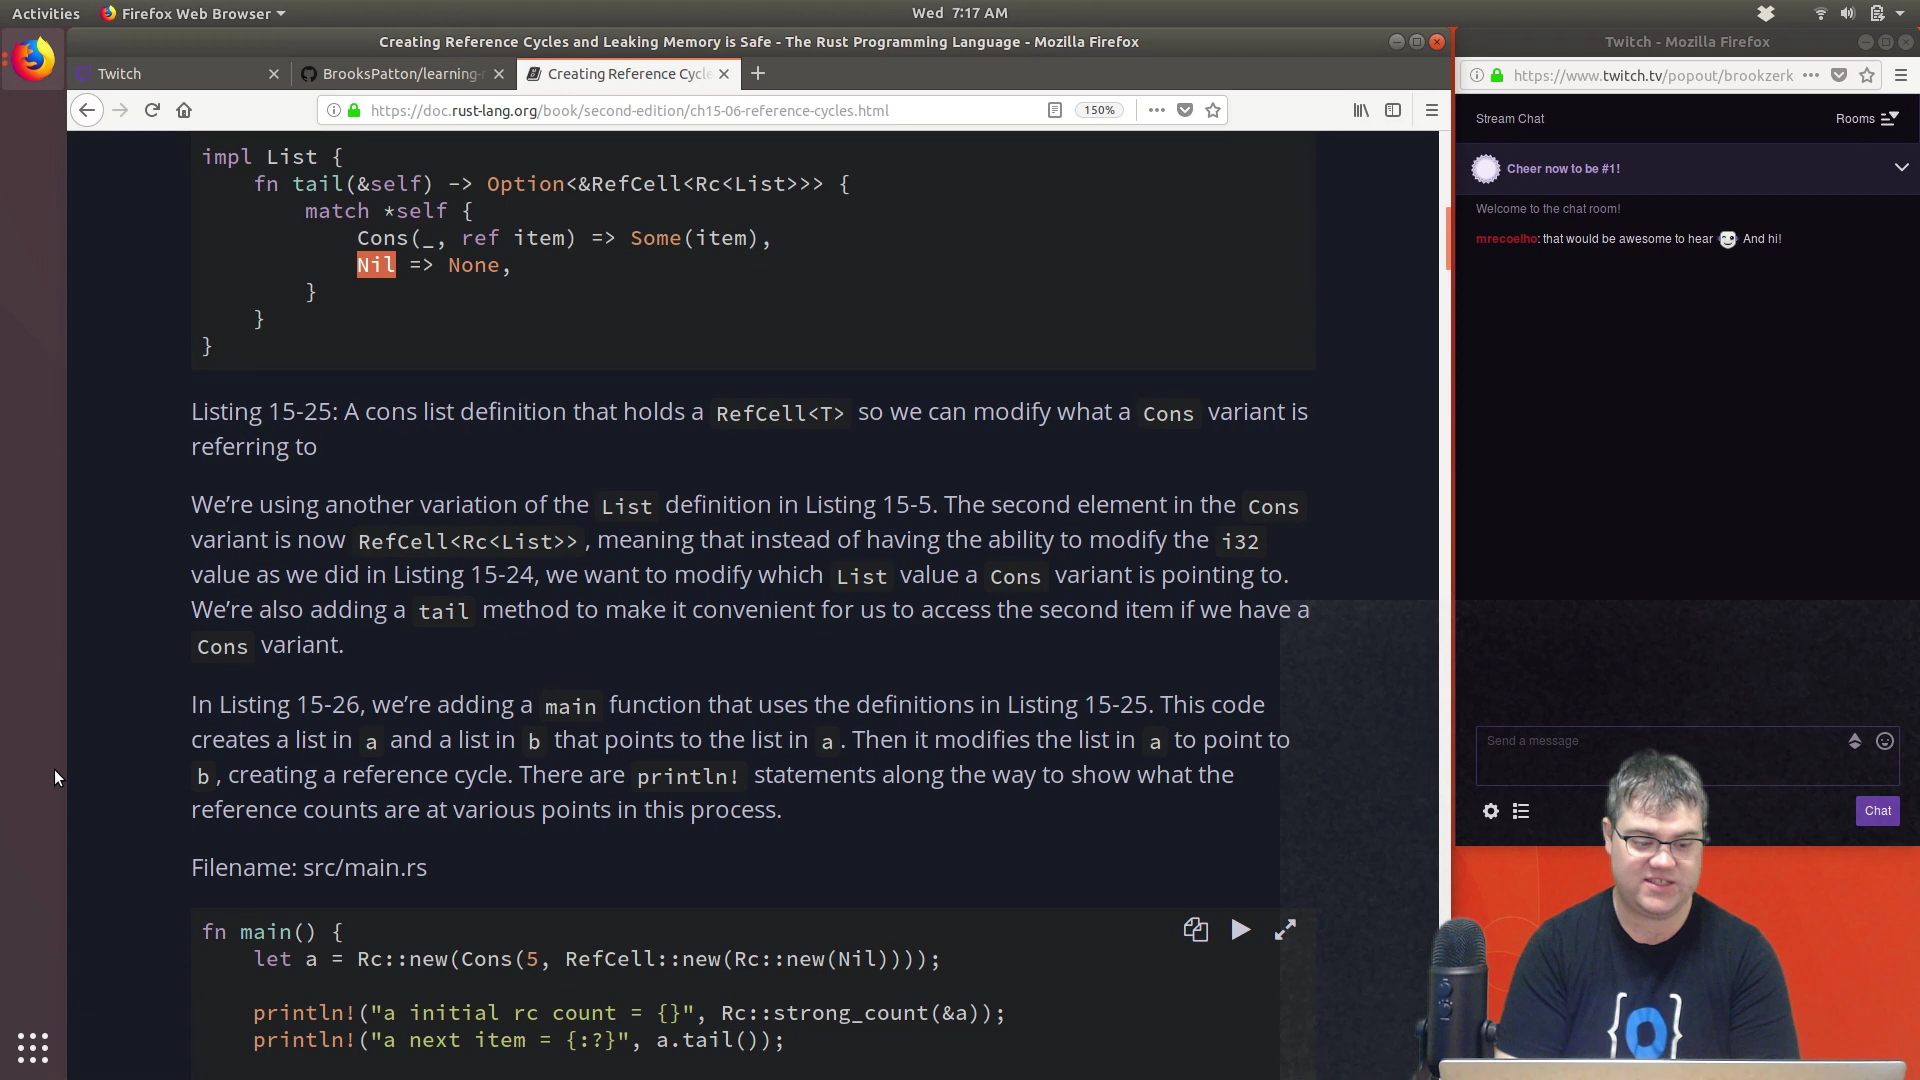 Activities Firefox Web Browser Wed 7:17 AM
Creating Reference Cycles and Leaking Memory is Safe - The Rust Programming Language - Mozilla Firefox
Twitch BrooksPatton/learning-r Creating Reference Cycle
https://doc.rust-lang.org/book/second-edition/ch15-06-reference-cycles.html 150%
impl List {
fn tail(&self) -> Option<&RefCell<Rc<List>>> {
match *self {
Cons(_, ref item) => Some(item),
Nil => None,
}
}
}
Listing 15-25: A cons list definition that holds a RefCell<T> so we can modify what a Cons variant is
referring to
We’re using another variation of the List definition in Listing 15-5. The second element in the Cons
variant is now RefCell<Rc<List>>, meaning that instead of having the ability to modify the i32
value as we did in Listing 15-24, we want to modify which List value a Cons variant is pointing to.
We’re also adding a tail method to make it convenient for us to access the second item if we have a
Cons variant.
In Listing 15-26, we’re adding a main function that uses the definitions in Listing 15-25. This code
creates a list in a and a list in b that points to the list in a. Then it modifies the list in a to point to
b, creating a reference cycle. There are println! statements along the way to show what the
reference counts are at various points in this process.
Filename: src/main.rs
fn main() {
let a = Rc::new(Cons(5, RefCell::new(Rc::new(Nil))));
println!("a initial rc count = {}", Rc::strong_count(&a));
println!("a next item = {:?}", a.tail());
Twitch - Mozilla Firefox
https://www.twitch.tv/popout/brookzerk
Stream Chat Rooms
Cheer now to be #1!
Welcome to the chat room!
mrecoelho: that would be awesome to hear And hi!
Send a message
Chat